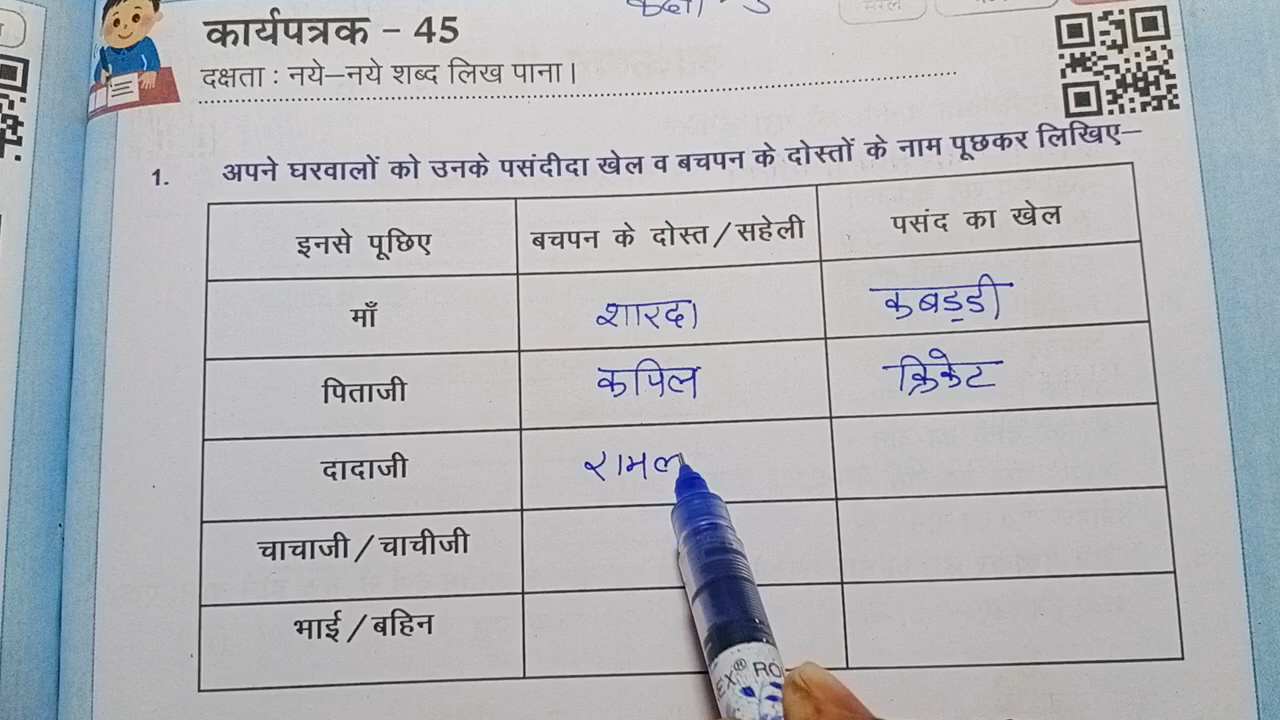 कार्यपत्रक - 45
दक्षता : नये–नये शब्द लिख पाना।
1. अपने घरवालों को उनके पसंदीदा खेल व बचपन के दोस्तों के नाम पूछकर लिखिए–
इनसे पूछिए बचपन के दोस्त/सहेली पसंद का खेल
माँ शारदा कबड्डी
पिताजी कपिल क्रिकेट
दादाजी रामल
चाचाजी/चाचीजी
भाई/बहिन